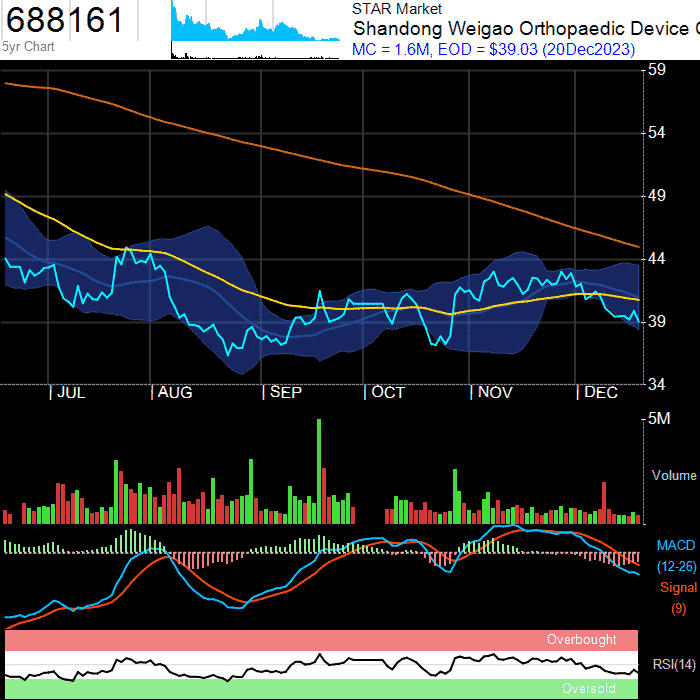 688161
5yr Chart
STAR Market
Shandong Weigao Orthopaedic Device
MC = 1.6M, EOD = $39.03 (20Dec2023)
59
54
49
44
39
34
JUL
AUG
SEP
OCT
NOV
DEC
5M
Volume
MACD
(12-26)
Signal
(9)
Overbought
RSI(14)
Oversold